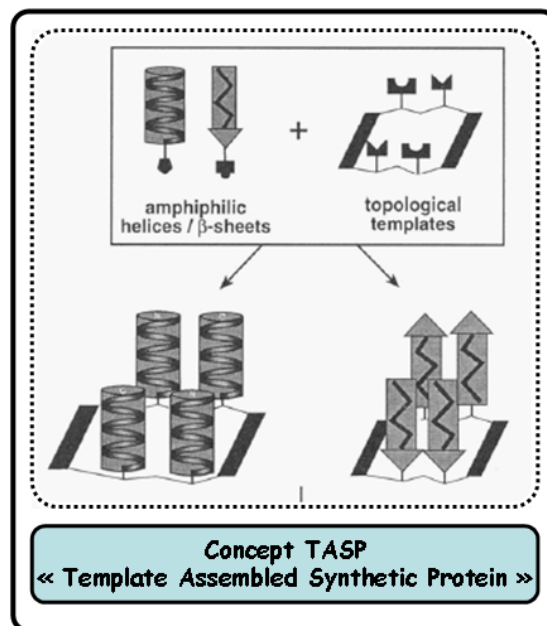 +
amphiphilic
helices / β-sheets
topological
templates
Concept TASP
« Template Assembled Synthetic Protein »